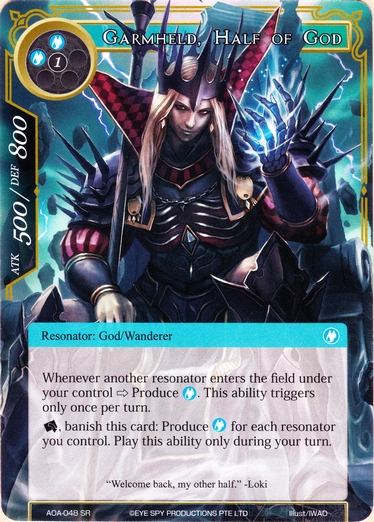 Garmheld, Half of God
1
ATK 500/DEF 800
Resonator: God/Wanderer
Whenever another resonator enters the field under
your control ⇨ Produce . This ability triggers
only once per turn.
, banish this card: Produce for each resonator
you control. Play this ability only during your turn.
“Welcome back, my other half.” -Loki
AOA-048 SR ©EYE SPY PRODUCTIONS PTE LTD Illust/IWAO